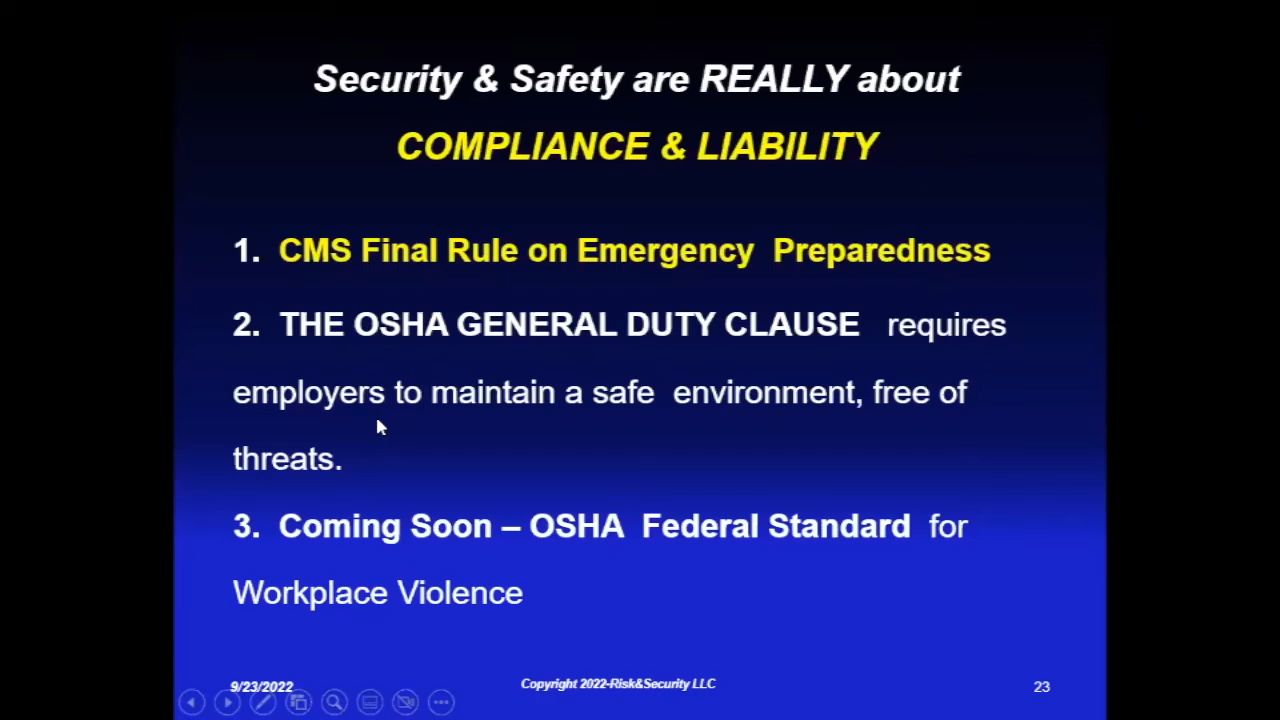 Security & Safety are REALLY about
COMPLIANCE & LIABILITY
1. CMS Final Rule on Emergency Preparedness
2. THE OSHA GENERAL DUTY CLAUSE requires
employers to maintain a safe environment, free of
threats.
3. Coming Soon – OSHA Federal Standard for
Workplace Violence
9/23/2022
Copyright 2022-Risk&Security LLC
23